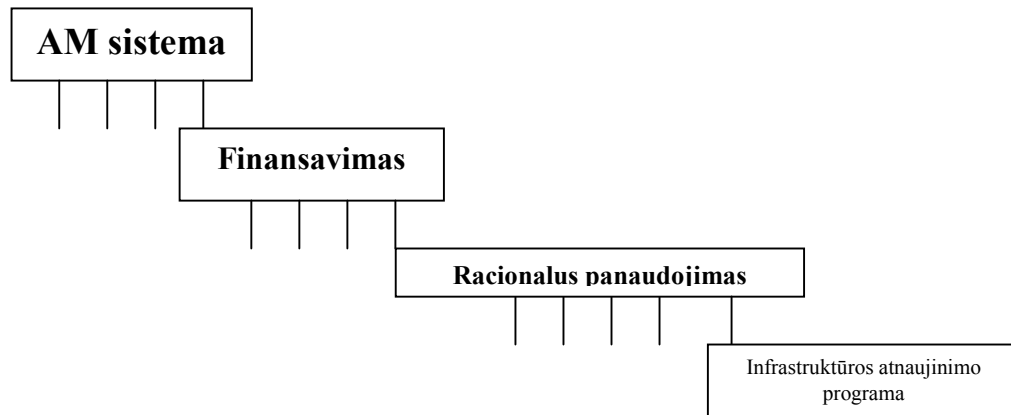 AM sistema
Finansavimas
Racionalus panaudojimas
Infrastruktūros atnaujinimo
programa